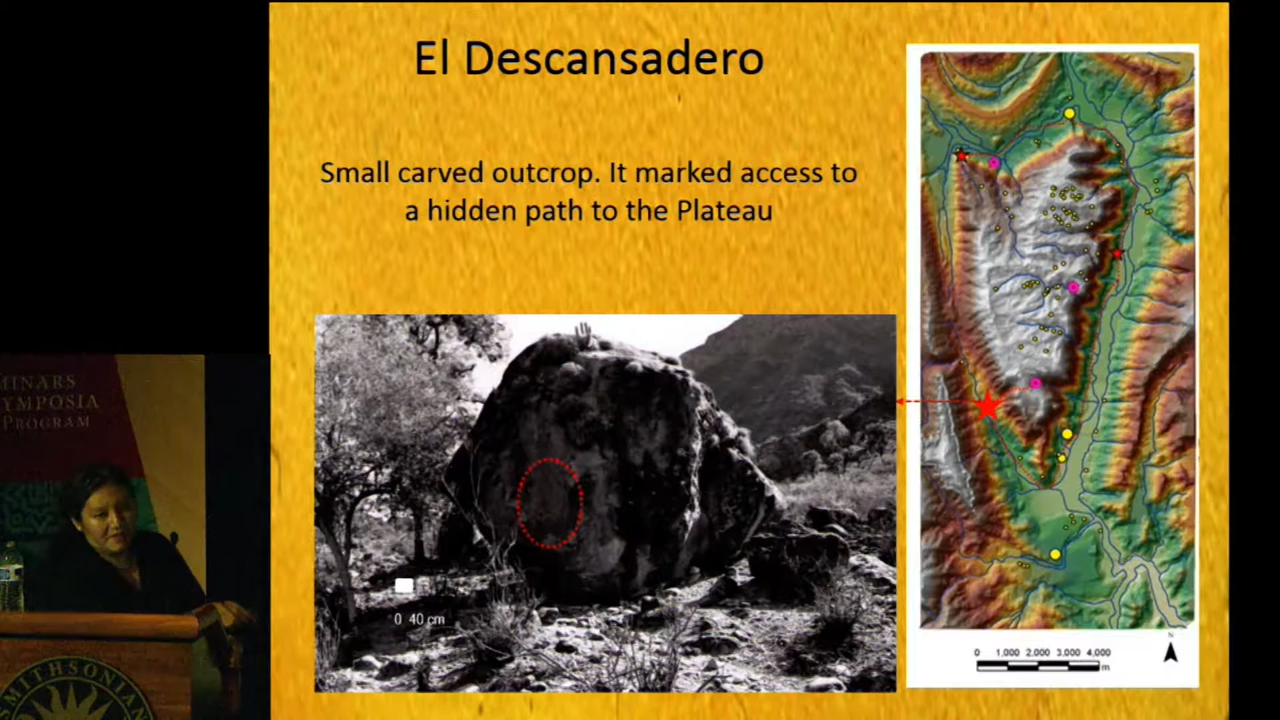 El Descansadero
Small carved outcrop. It marked access to
a hidden path to the Plateau
0 40 cm
N
0 1,000 2,000 3,000 4,000
m
MINARS
YMPOSIA
PROGRAM
SMITHSONIAN